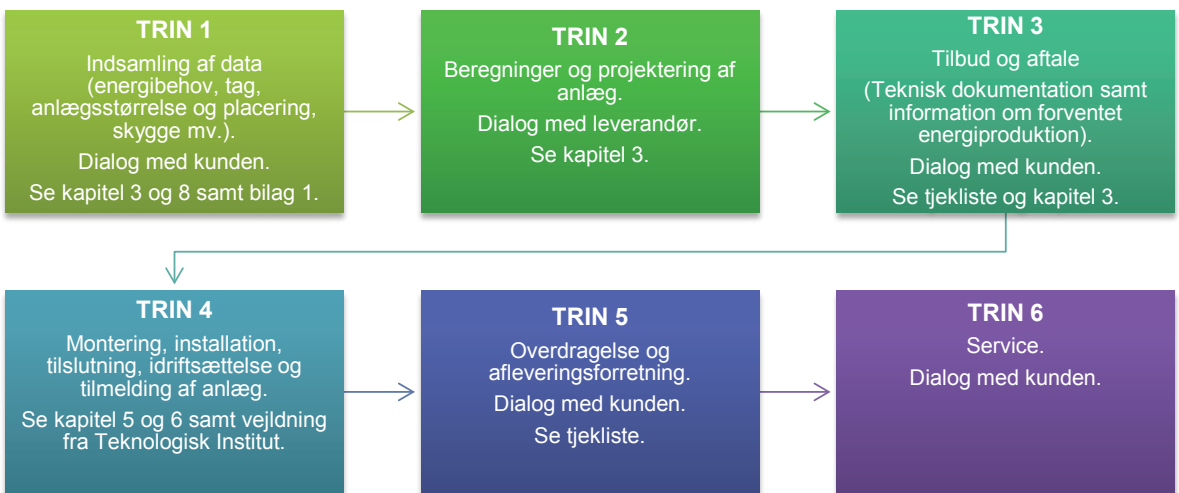 TRIN 1
Indsamling af data
(energibehov, tag,
anlægsstørrelse og placering,
skygge mv.).
Dialog med kunden.
Se kapitel 3 og 8 samt bilag 1.
TRIN 2
Beregninger og projektering af
anlæg.
Dialog med leverandør.
Se kapitel 3.
TRIN 3
Tilbud og aftale
(Teknisk dokumentation samt
information om forventet
energiproduktion).
Dialog med kunden.
Se tjekliste og kapitel 3.
TRIN 4
Montering, installation,
tilslutning, idriftsættelse og
tilmelding af anlæg.
Se kapitel 5 og 6 samt vejldning
fra Teknologisk Institut.
TRIN 5
Overdragelse og
afleveringsforretning.
Dialog med kunden.
Se tjekliste.
TRIN 6
Service.
Dialog med kunden.